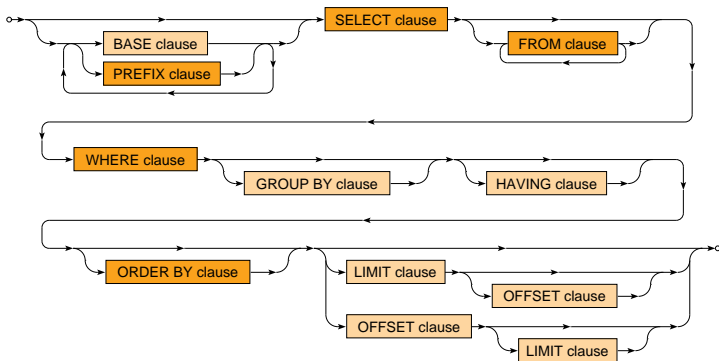 SELECT clause
BASE clause
FROM clause
PREFIX clause
WHERE clause
GROUP BY clause
HAVING clause
ORDER BY clause
LIMIT clause
OFFSET clause
OFFSET clause
LIMIT clause